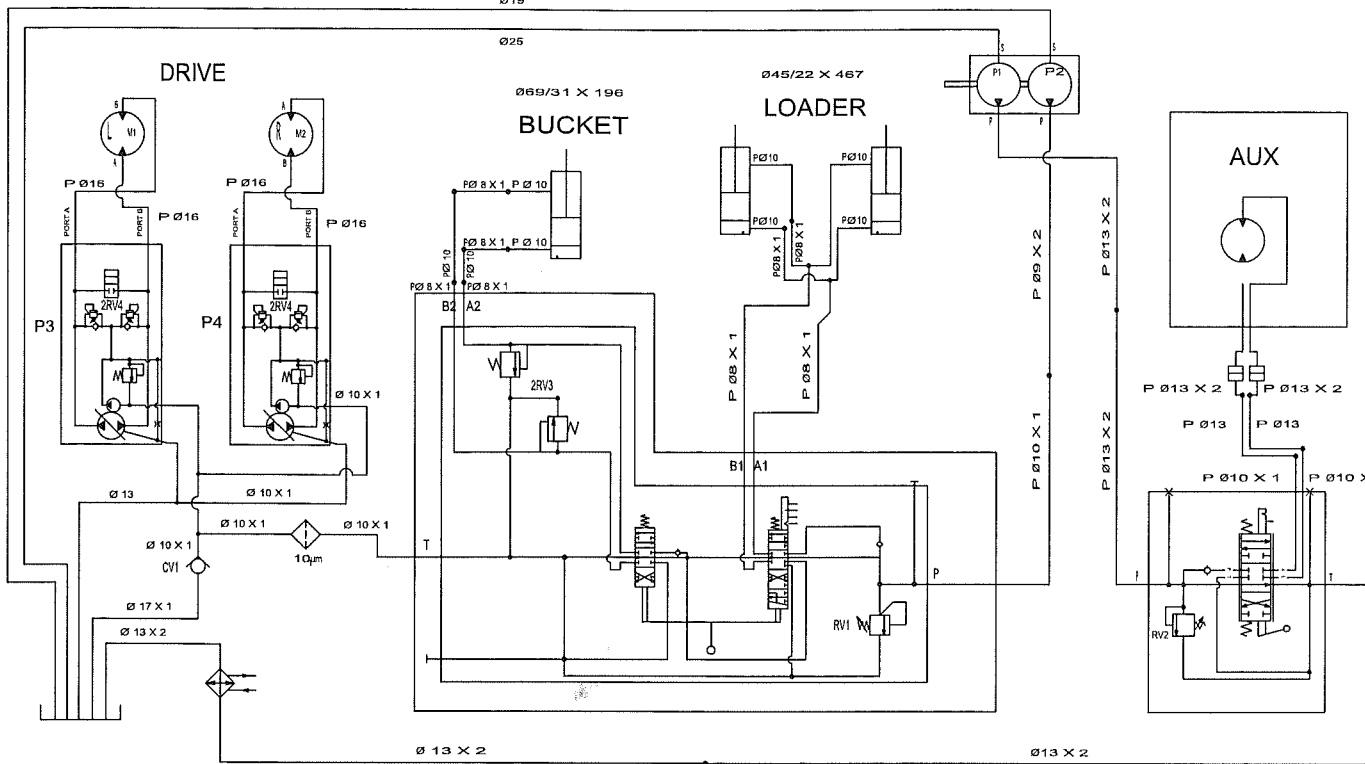 Ø19
Ø25
DRIVE
Ø69/31 X 196
BUCKET
Ø45/22 X 467
LOADER
S
S
P1
P2
P
P
AUX
B
L
M1
A
A
R
M2
B
P Ø16
P Ø16
P Ø16
P Ø16
PORT A
PORT B
PORT A
PORT B
PØ 8 X 1
P Ø 10
PØ 8 X 1
P Ø 10
PØ10
PØ10
PØ10
PØ10
PØ 10
PØ 10
PØ8 X 1
PØ8 X 1
PØ 8 X 1
PØ 8 X 1
B2
A2
2RV4
2RV4
P3
P4
2RV3
P Ø8 X 1
P Ø8 X 1
P Ø9 X 2
P Ø13 X 2
P Ø10 X 1
P Ø13 X 2
P Ø13 X 2
P Ø13 X 2
P Ø13
P Ø13
P Ø10 X 1
P Ø10 X
Ø 10 X 1
B1
A1
Ø 13
Ø 10 X 1
Ø 10 X 1
Ø 10 X 1
10µm
T
P
Ø 10 X 1
CV1
RV1
T
RV2
Ø 17 X 1
Ø 13 X 2
Ø 13 X 2
Ø13 X 2